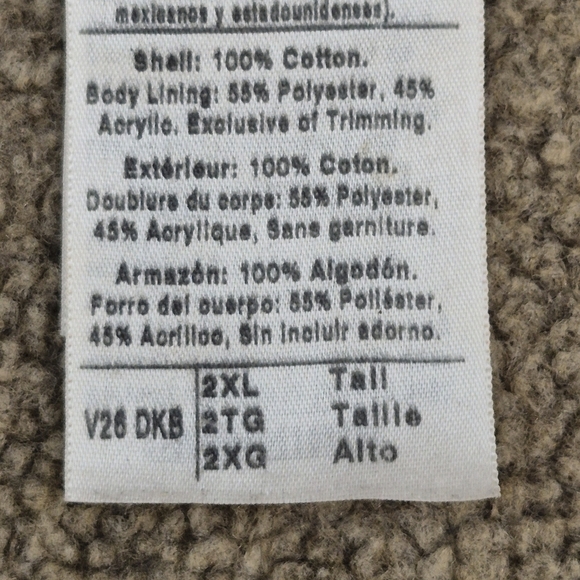 mexicanos y estadounidenses).
Shell: 100% Cotton.
Body Lining: 55% Polyester, 45%
Acrylic. Exclusive of Trimming.
Extérieur: 100% Coton.
Doublure du corps: 55% Polyester,
45% Acrylique, Sans garniture.
Armazón: 100% Algodón.
Forro del cuerpo: 55% Poliéster,
45% Acrílico, Sin incluir adorno.
V26 DKB
2XL Tall
2TG Taille
2XG Alto